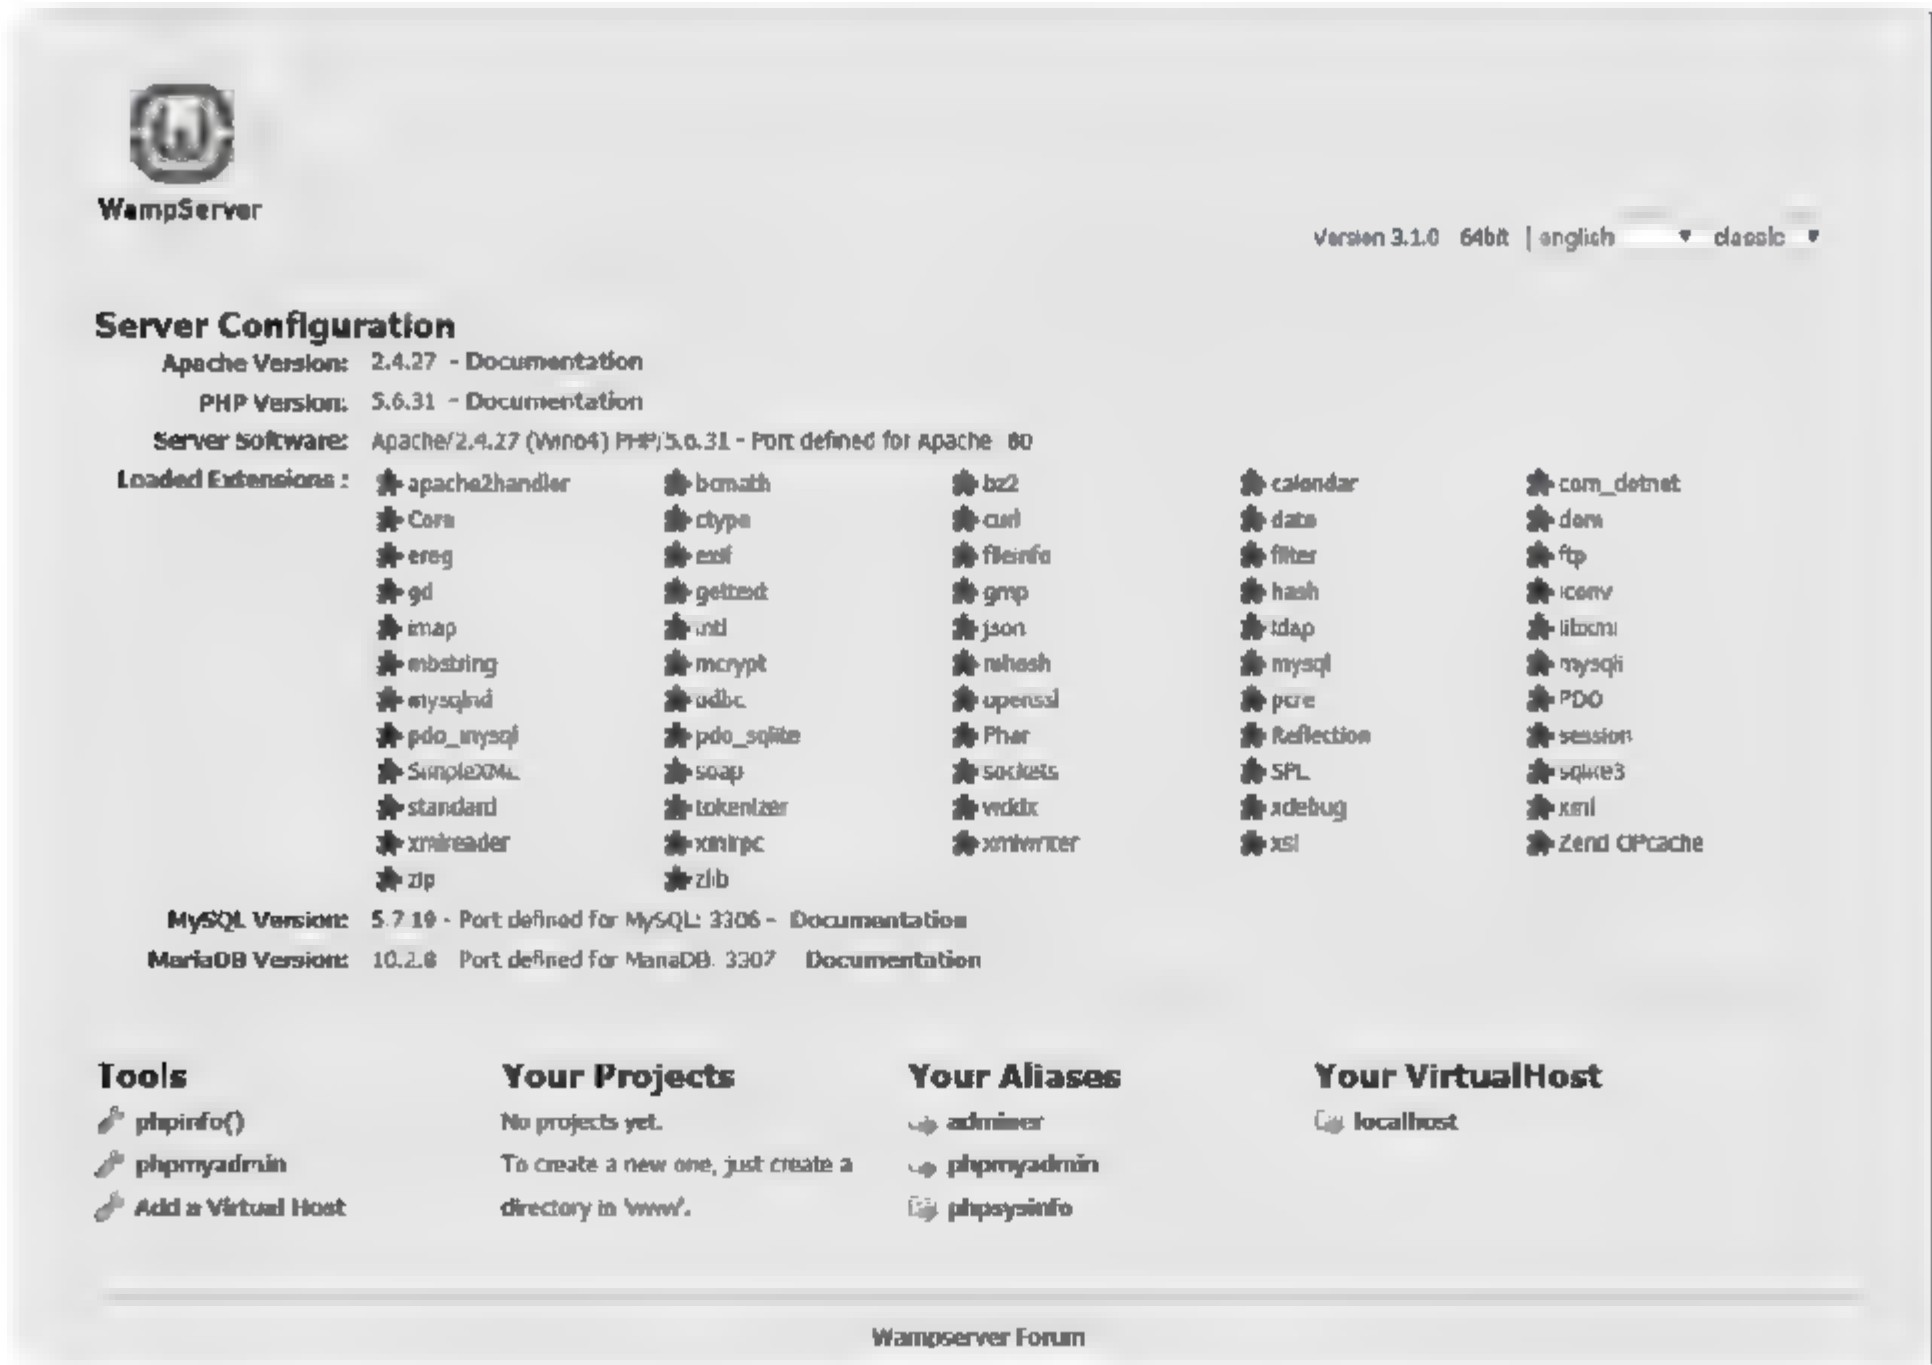 WampServer
Version 3.1.0 64bit | english classic
Server Configuration
Apache Version: 2.4.27 - Documentation
PHP Version: 5.6.31 - Documentation
Server Software: Apache/2.4.27 (Win64) PHP/5.6.31 - Port defined for Apache 80
Loaded Extensions : apache2handler bcmath bz2 calendar com_dotnet
Core ctype curl date dom
ereg exif fileinfo filter ftp
gd gettext gmp hash iconv
imap intl json ldap libxml
mbstring mcrypt mhash mysql mysqli
mysqlnd odbc openssl pcre PDO
pdo_mysql pdo_sqlite Phar Reflection session
SimpleXML soap sockets SPL sqlite3
standard tokenizer wddx xdebug xml
xmlreader xmlrpc xmlwriter xsl Zend OPcache
zip zlib
MySQL Version: 5.7.19 - Port defined for MySQL: 3306 - Documentation
MariaDB Version: 10.2.8 Port defined for MariaDB: 3307 Documentation
Tools Your Projects Your Aliases Your VirtualHost
phpinfo() No projects yet. adminer localhost
phpmyadmin To create a new one, just create a phpmyadmin
Add a Virtual Host directory in 'www'. phpsysinfo
Wampserver Forum